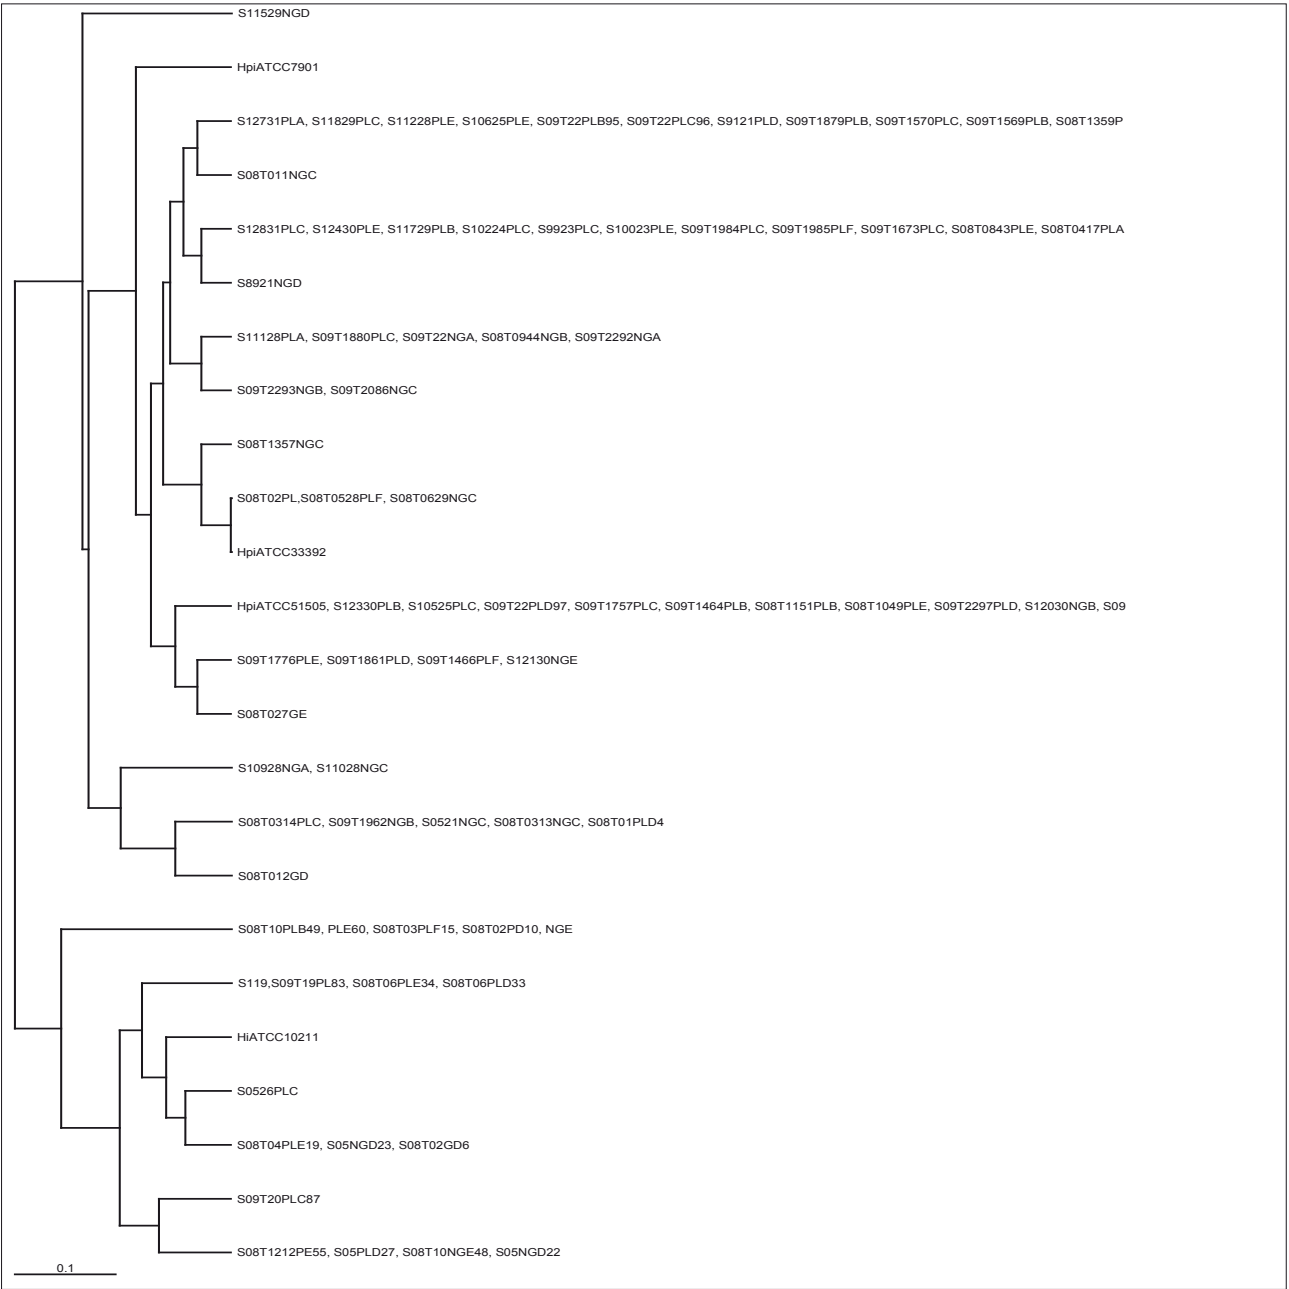 S11529NGD
HpiATCC7901
S12731PLA, S11829PLC, S11228PLE, S10625PLE, S09T22PLB95, S09T22PLC96, S9121PLD, S09T1879PLB, S09T1570PLC, S09T1569PLB, S08T1359P
S08T011NGC
S12831PLC, S12430PLE, S11729PLB, S10224PLC, S9923PLC, S10023PLE, S09T1984PLC, S09T1985PLF, S09T1673PLC, S08T0843PLE, S08T0417PLA
S8921NGD
S11128PLA, S09T1880PLC, S09T22NGA, S08T0944NGB, S09T2292NGA
S09T2293NGB, S09T2086NGC
S08T1357NGC
S08T02PL,S08T0528PLF, S08T0629NGC
HpiATCC33392
HpiATCC51505, S12330PLB, S10525PLC, S09T22PLD97, S09T1757PLC, S09T1464PLB, S08T1151PLB, S08T1049PLE, S09T2297PLD, S12030NGB, S09
S09T1776PLE, S09T1861PLD, S09T1466PLF, S12130NGE
S08T027GE
S10928NGA, S11028NGC
S08T0314PLC, S09T1962NGB, S0521NGC, S08T0313NGC, S08T01PLD4
S08T012GD
S08T10PLB49, PLE60, S08T03PLF15, S08T02PD10, NGE
S119,S09T19PL83, S08T06PLE34, S08T06PLD33
HiATCC10211
S0526PLC
S08T04PLE19, S05NGD23, S08T02GD6
S09T20PLC87
S08T1212PE55, S05PLD27, S08T10NGE48, S05NGD22
0.1